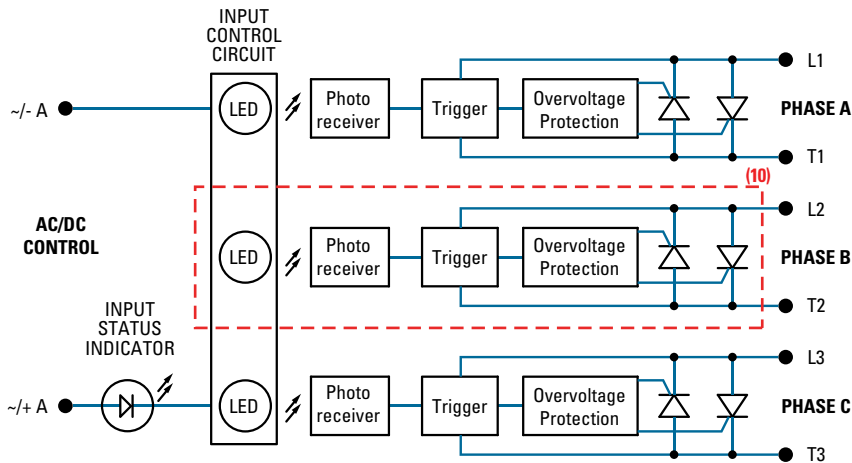 INPUT
CONTROL
CIRCUIT
~/- A
LED
Photo
receiver
Trigger
Overvoltage
Protection
L1
PHASE A
T1
(10)
AC/DC
CONTROL
LED
Photo
receiver
Trigger
Overvoltage
Protection
L2
PHASE B
T2
INPUT
STATUS
INDICATOR
~/+ A
LED
Photo
receiver
Trigger
Overvoltage
Protection
L3
PHASE C
T3